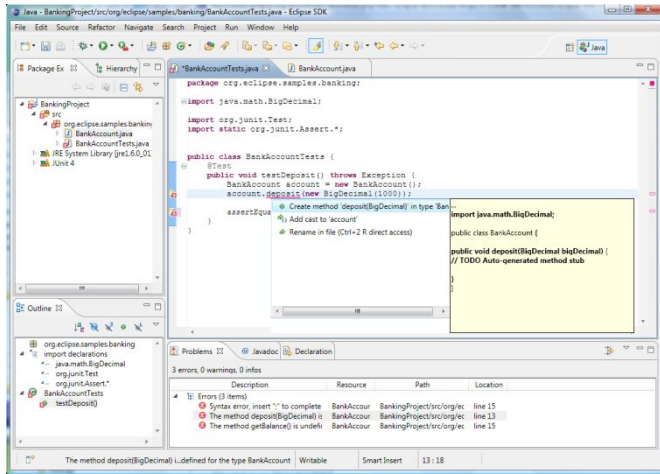 Java - BankingProject/src/org/eclipse/samples/banking/BankAccountTests.java - Eclipse SDK
File Edit Source Refactor Navigate Search Project Run Window Help
Java
Package Ex
Hierarchy
BankingProject
src
org.eclipse.samples.bankin
BankAccount.java
BankAccountTests.java
JRE System Library [jre1.6.0_01]
JUnit 4
*BankAccountTests.java
BankAccount.java
package org.eclipse.samples.banking;
import java.math.BigDecimal;
import org.junit.Test;
import static org.junit.Assert.*;
public class BankAccountTests {
@Test
public void testDeposit() throws Exception {
BankAccount account = new BankAccount();
account.deposit(new BigDecimal(1000));
assertEqua
}
}
Create method 'deposit(BigDecimal)' in type 'Ban
Add cast to 'account'
Rename in file (Ctrl+2 R direct access)
...
import java.math.BigDecimal;
public class BankAccount {
public void deposit(BigDecimal bigDecimal) {
// TODO Auto-generated method stub
}
}
Outline
org.eclipse.samples.banking
import declarations
java.math.BigDecimal
org.junit.Test
org.junit.Assert.*
BankAccountTests
testDeposit()
Problems
@ Javadoc
Declaration
3 errors, 0 warnings, 0 infos
Description Resource Path Location
Errors (3 items)
Syntax error, insert ";" to complete BankAccour BankingProject/src/org/ec line 15
The method deposit(BigDecimal) is BankAccour BankingProject/src/org/ec line 13
The method getBalance() is undefi BankAccour BankingProject/src/org/ec line 15
The method deposit(BigDecimal) i...defined for the type BankAccount Writable Smart Insert 13 : 18